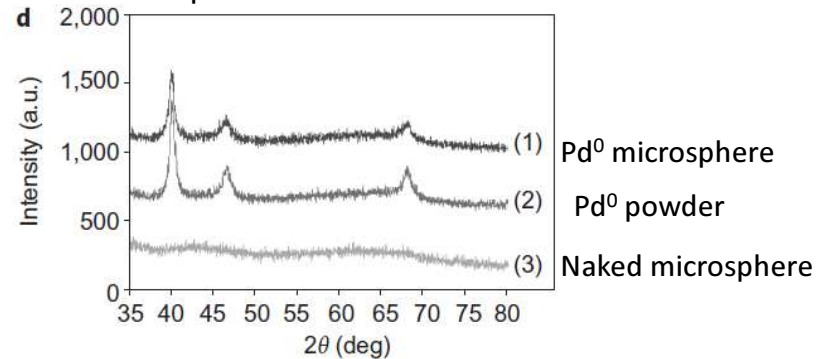 d
2,000
1,500
1,000
500
0
Intensity (a.u.)
(1) Pd⁰ microsphere
(2) Pd⁰ powder
(3) Naked microsphere
35 40 45 50 55 60 65 70 75 80
2θ (deg)